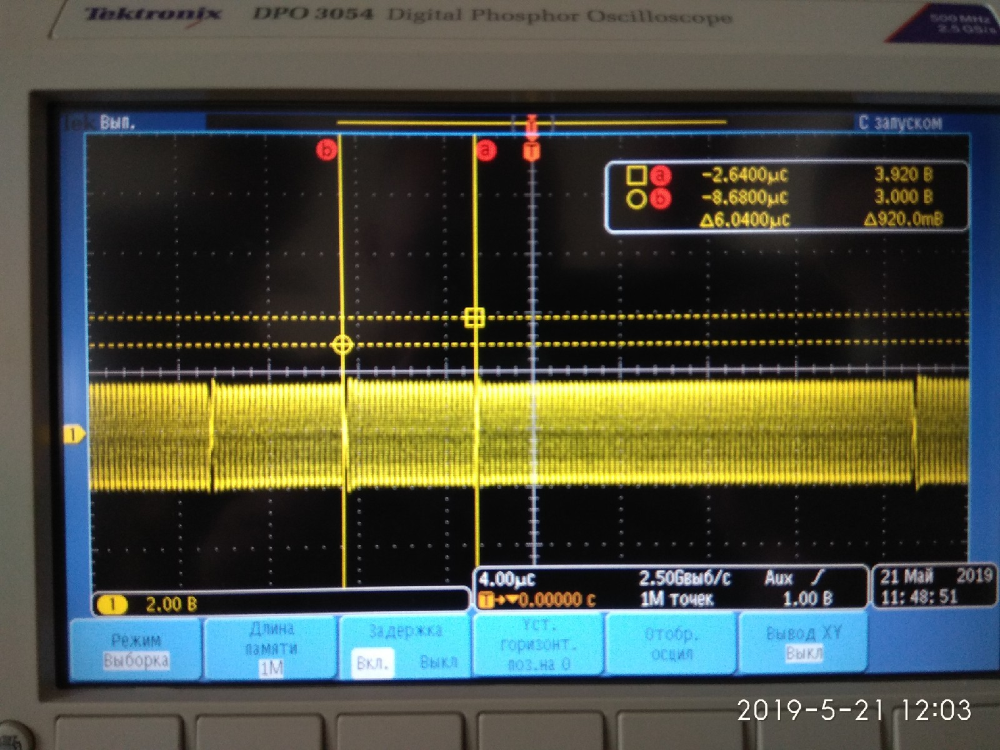 Tektronix DPO 3054 Digital Phosphor Oscilloscope
500 MHz
2.5 GS/s
Tek Вып.
T
С запуском
b
a
T
a -2.6400µс 3.920 В
b -8.6800µс 3.000 В
Δ6.0400µс Δ920.0мВ
1
4.00µс 2.50Gвыб/с Aux
T 0.00000 с 1М точек 1.00 В
21 Май 2019
11:48:51
1 2.00 В
Режим
Выборка
Длина
памяти
1M
Задержка
Вкл. Выкл
Уст.
горизонт.
поз.на 0
Отобр.
осцил
Вывод XY
Выкл
2019-5-21 12:03